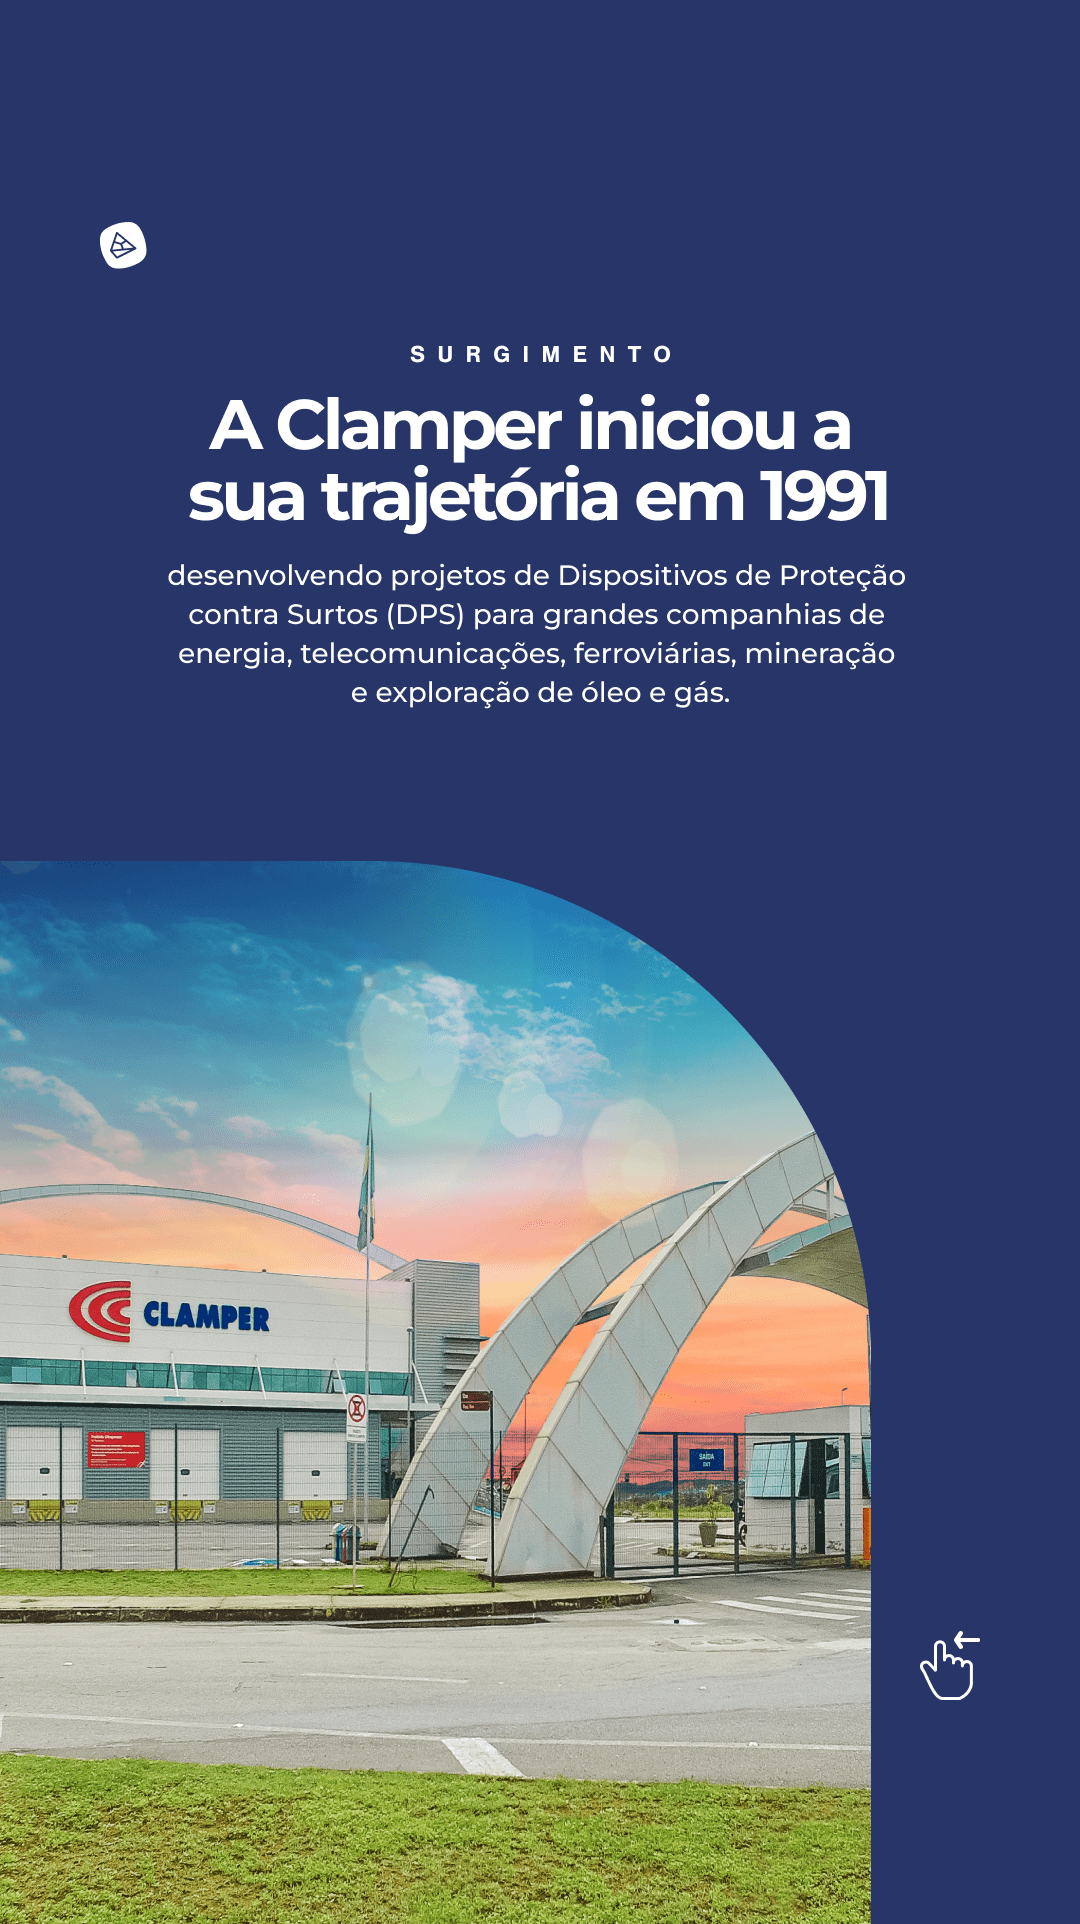 SURGIMENTO
A Clamper iniciou a
sua trajetória em 1991
desenvolvendo projetos de Dispositivos de Proteção
contra Surtos (DPS) para grandes companhias de
energia, telecomunicações, ferroviárias, mineração
e exploração de óleo e gás.
CLAMPER
SAÍDA
EXIT